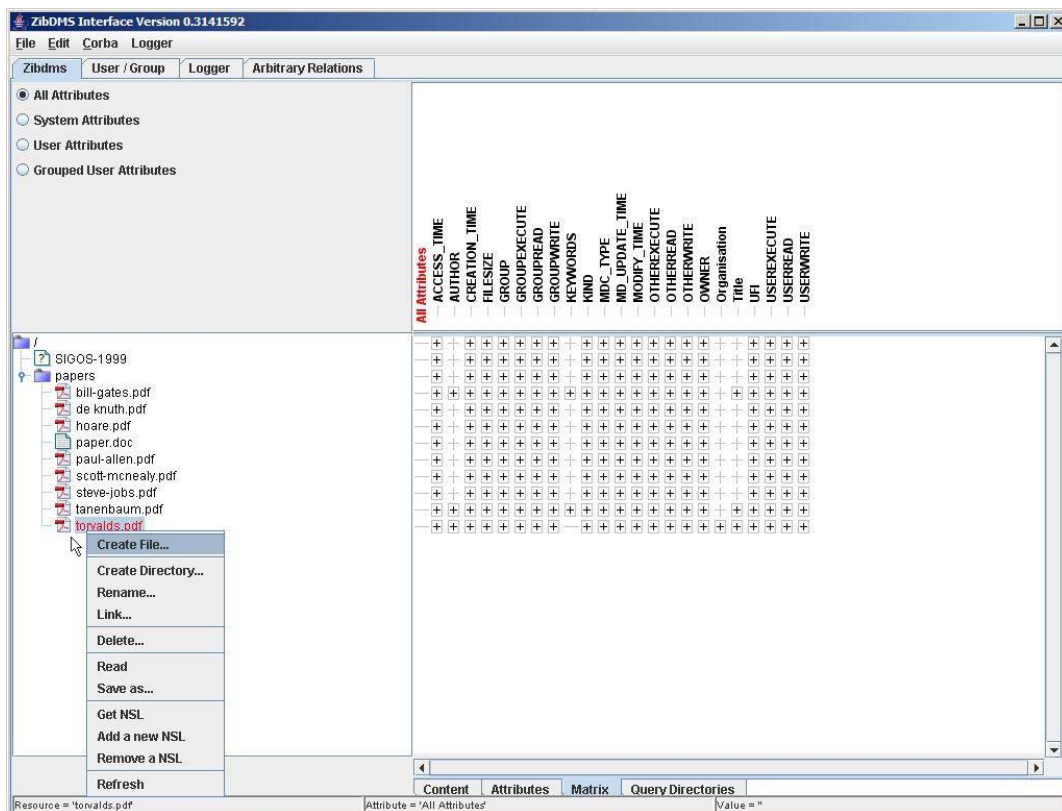 ZibDMS Interface Version 0.3141592
File Edit Corba Logger
Zibdms User / Group Logger Arbitrary Relations
All Attributes
System Attributes
User Attributes
Grouped User Attributes
All Attributes
ACCESS_TIME
AUTHOR
CREATION_TIME
FILESIZE
GROUP
GROUPEXECUTE
GROUPREAD
GROUPWRITE
KEYWORDS
KIND
MDC_TYPE
MD_UPDATE_TIME
MODIFY_TIME
OTHEREXECUTE
OTHERREAD
OTHERWRITE
OWNER
Organisation
Title
UFI
USEREXECUTE
USERREAD
USERWRITE
/
SIGOS-1999
papers
bill-gates.pdf
de knuth.pdf
hoare.pdf
paper.doc
paul-allen.pdf
scott-mcnealy.pdf
steve-jobs.pdf
tanenbaum.pdf
torvalds.pdf
Create File...
Create Directory...
Rename...
Link...
Delete...
Read
Save as...
Get NSL
Add a new NSL
Remove a NSL
Refresh
Content Attributes Matrix Query Directories
Resource = 'torvalds.pdf' Attribute = 'All Attributes' Value = ''